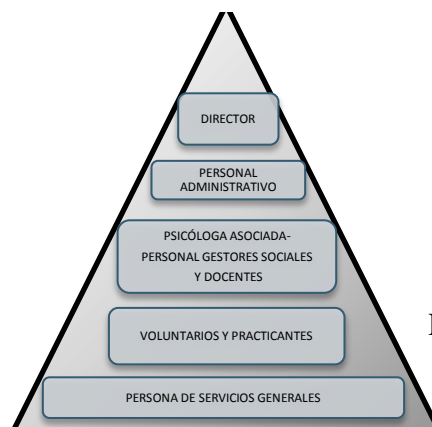 DIRECTOR
PERSONAL
ADMINISTRATIVO
PSICÓLOGA ASOCIADA-
PERSONAL GESTORES SOCIALES
Y DOCENTES
VOLUNTARIOS Y PRACTICANTES
PERSONA DE SERVICIOS GENERALES